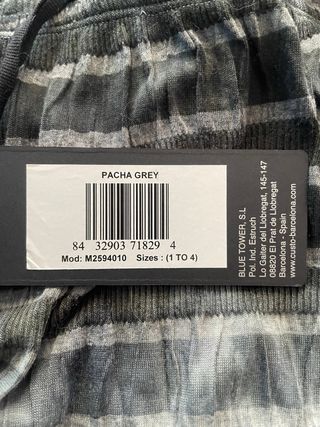 PACHA GREY
84 32903 71829 4
Mod: M2594010 Sizes : (1 TO 4)
BLUE TOWER, S.L
Pol. Ind. Estruch
Lo Gaiter del Llobregat, 145-147
08820 El Prat de Llobregat
Barcelona - Spain
www.custo-barcelona.com